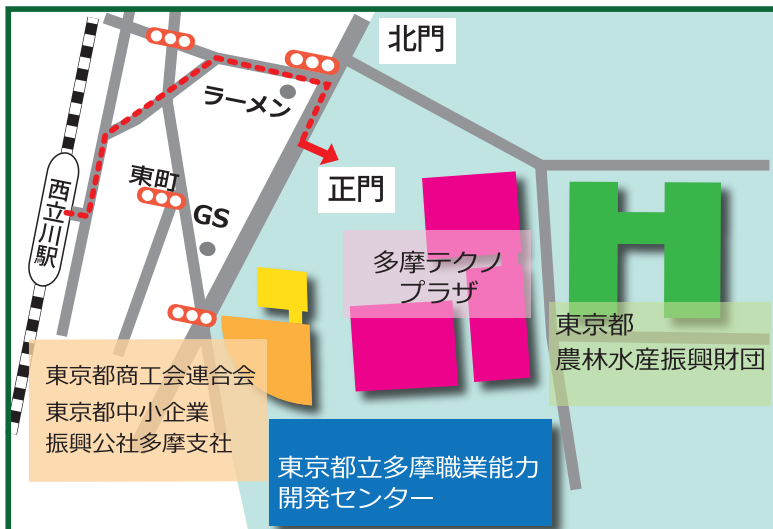 北門
ラーメン
東町
正門
GS
西立川駅
多摩テクノ
プラザ
東京都
農林水産振興財団
東京都商工会連合会
東京都中小企業
振興公社多摩支社
東京都立多摩職業能力
開発センター